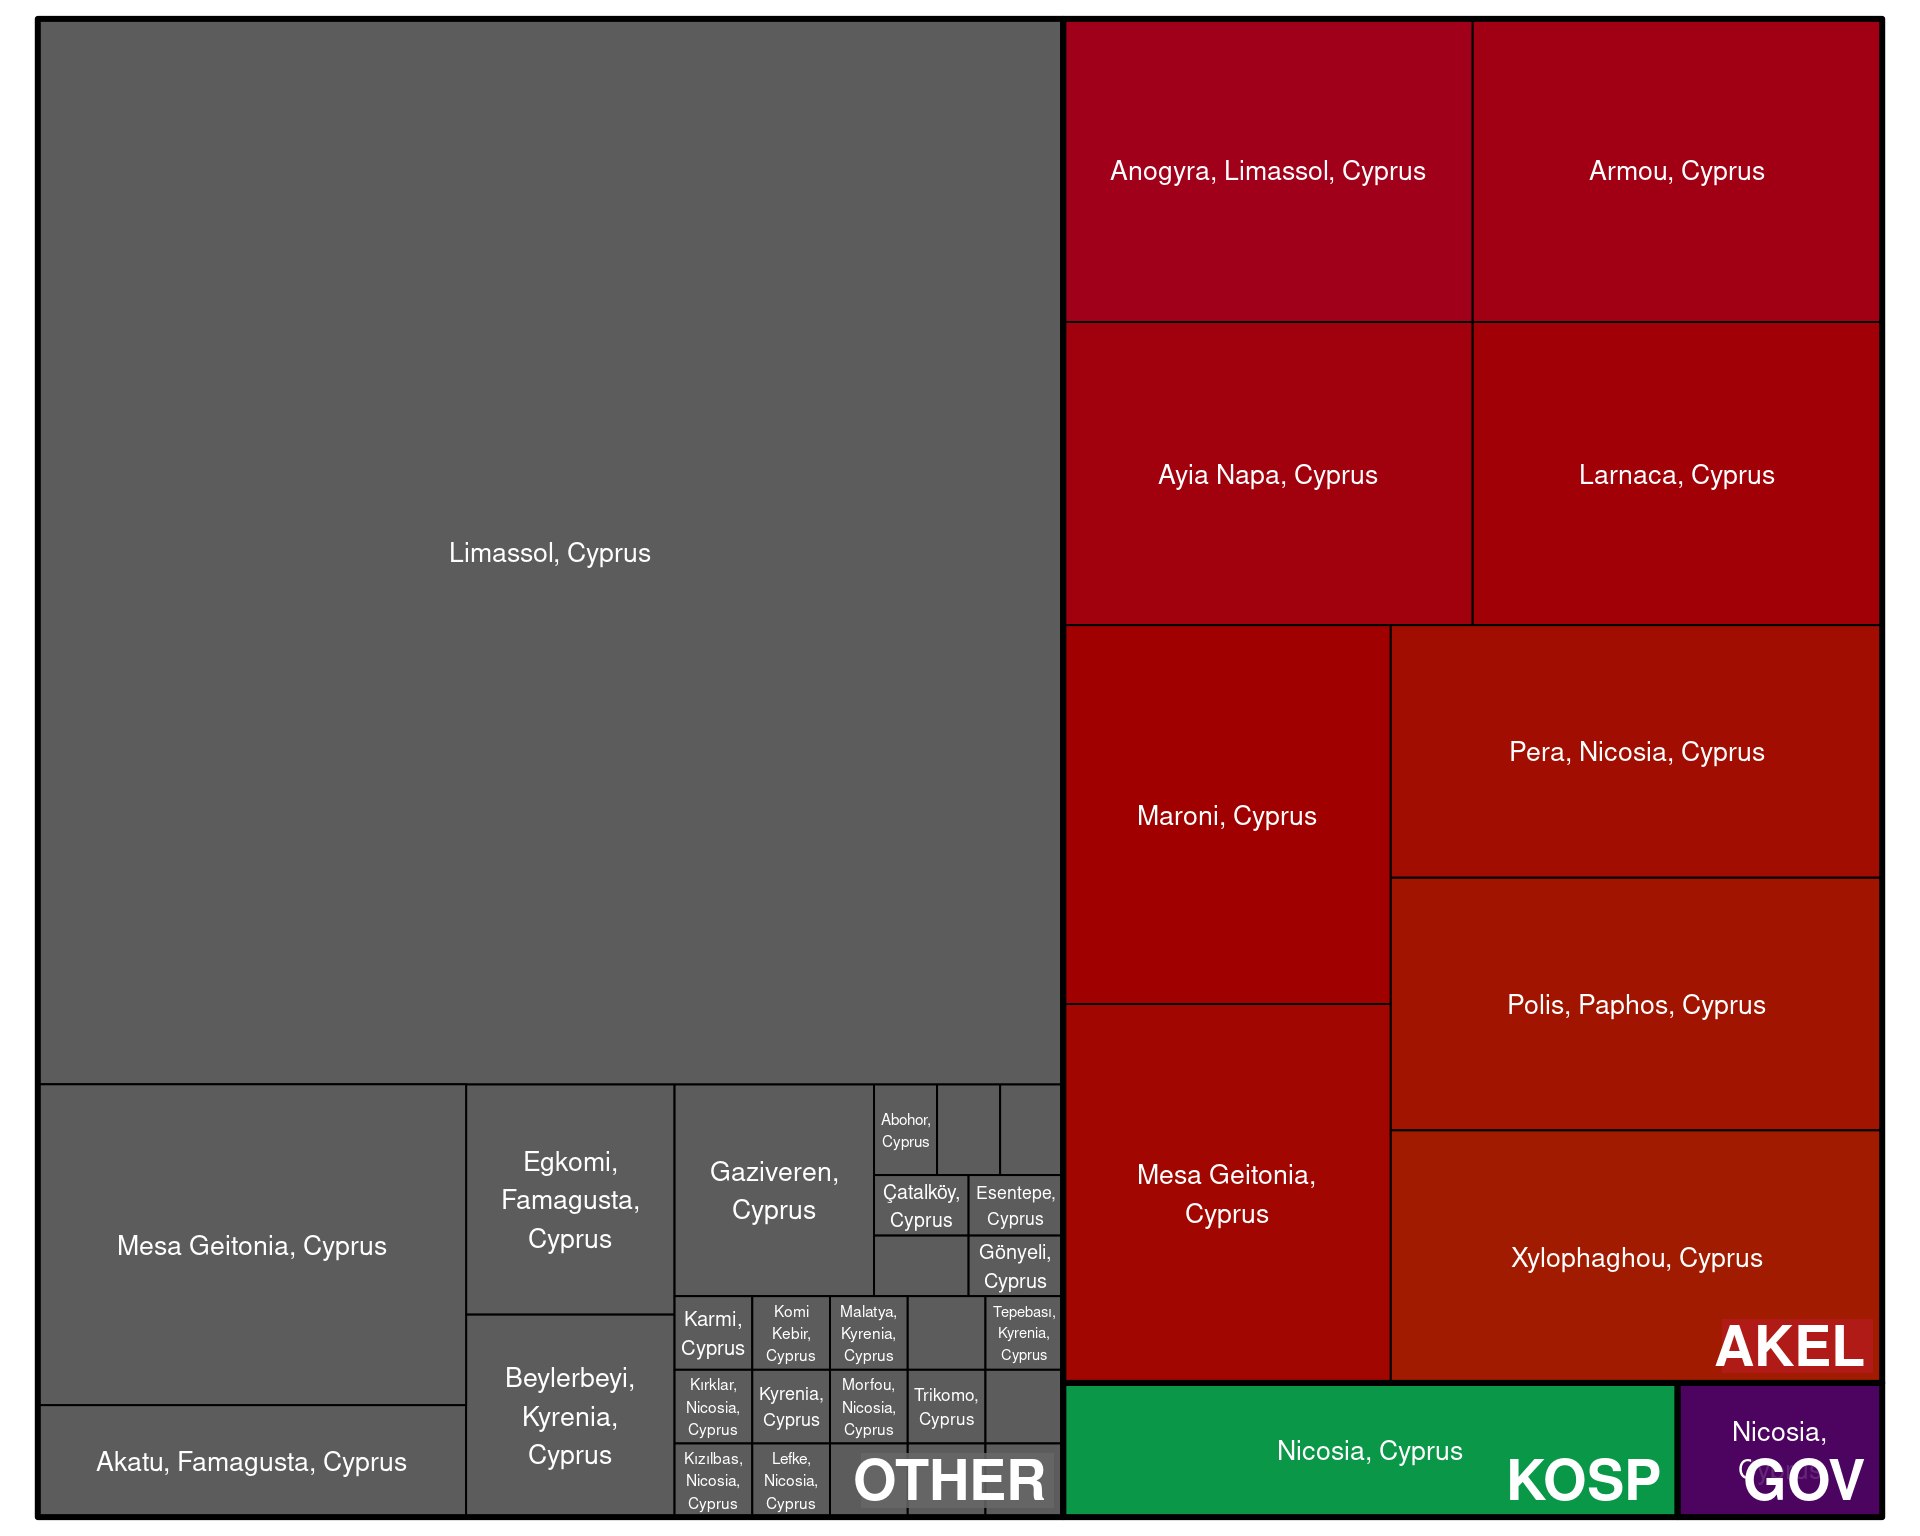 Limassol, Cyprus
Mesa Geitonia, Cyprus
Akatu, Famagusta, Cyprus
Egkomi,
Famagusta,
Cyprus
Beylerbeyi,
Kyrenia,
Cyprus
Gaziveren,
Cyprus
Abohor,
Cyprus
Çatalköy,
Cyprus
Esentepe,
Cyprus
Gönyeli,
Cyprus
Karmi,
Cyprus
Komi
Kebir,
Cyprus
Malatya,
Kyrenia,
Cyprus
Tepebası,
Kyrenia,
Cyprus
Kırklar,
Nicosia,
Cyprus
Kyrenia,
Cyprus
Morfou,
Nicosia,
Cyprus
Trikomo,
Cyprus
Kızılbas,
Nicosia,
Cyprus
Lefke,
Nicosia,
Cyprus
OTHER
Anogyra, Limassol, Cyprus
Armou, Cyprus
Ayia Napa, Cyprus
Larnaca, Cyprus
Maroni, Cyprus
Pera, Nicosia, Cyprus
Polis, Paphos, Cyprus
Mesa Geitonia,
Cyprus
Xylophaghou, Cyprus
AKEL
Nicosia, Cyprus
KOSP
Nicosia,
Cyprus
GOV